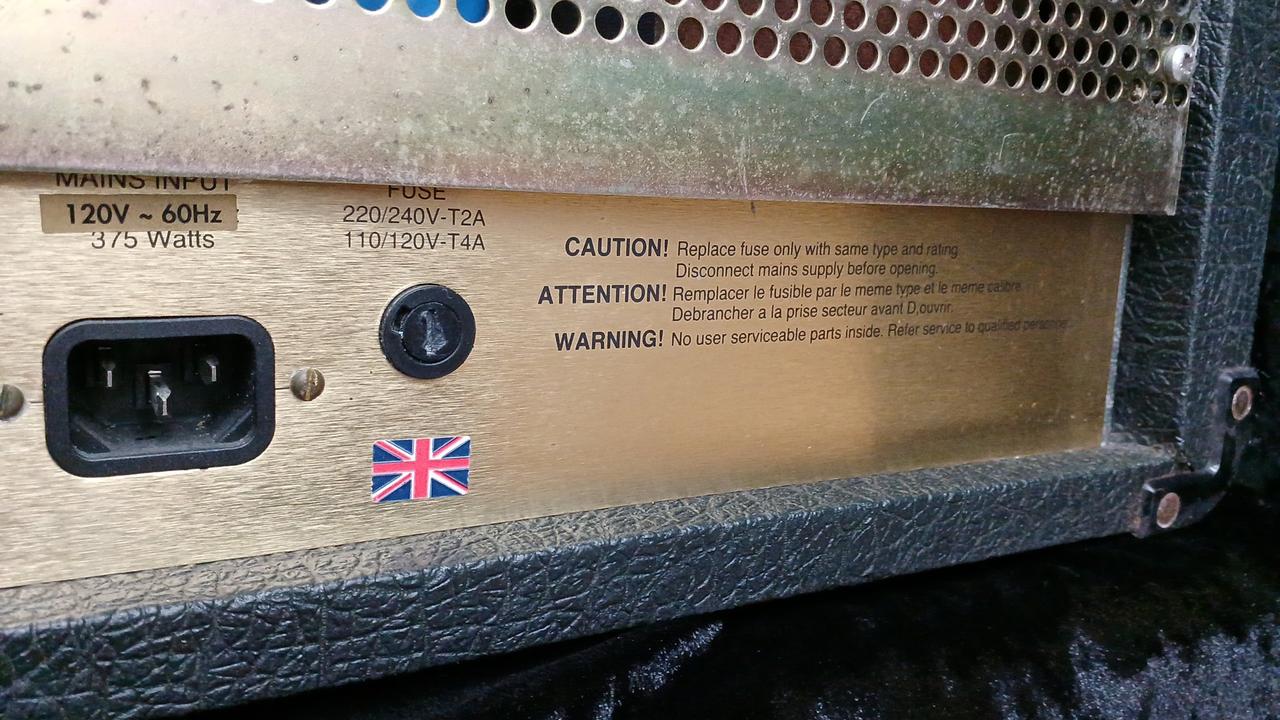 MAINS INPUT
120V ~ 60Hz
375 Watts
FUSE
220/240V-T2A
110/120V-T4A
CAUTION! Replace fuse only with same type and rating
Disconnect mains supply before opening.
ATTENTION! Remplacer le fusible par le meme type et le meme calibre
Debrancher a la prise secteur avant D,ouvrir.
WARNING! No user serviceable parts inside. Refer service to qualified personnel